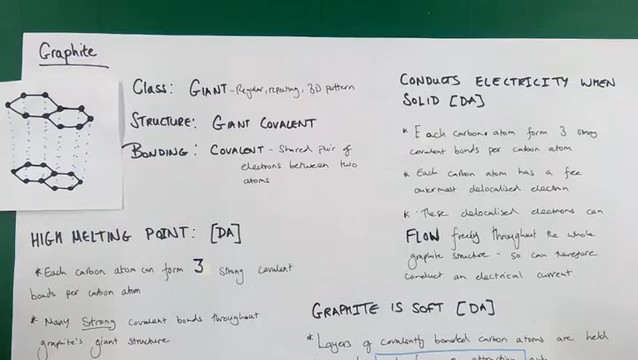 Graphite
Class: GIANT - Regular, repeating, 3D pattern
STRUCTURE: GIANT COVALENT
BONDING: COVALENT - Shared pair of
electrons between two
atoms
HIGH MELTING POINT: [DA]
* Each carbon atom can form 3 strong covalent
bonds per carbon atom
* Many Strong covalent bonds throughout
graphite's giant structure
CONDUCTS ELECTRICITY WHEN
SOLID [DA]
* Each carbon atom form 3 strong
covalent bonds per carbon atom
* Each carbon atom has a free
outermost delocalised electron
* These delocalised electrons can
FLOW freely throughout the whole
graphite structure - so can therefore
conduct an electrical current.
GRAPHITE IS SOFT [DA]
* Layers of covalently bonded carbon atoms are held
attraction